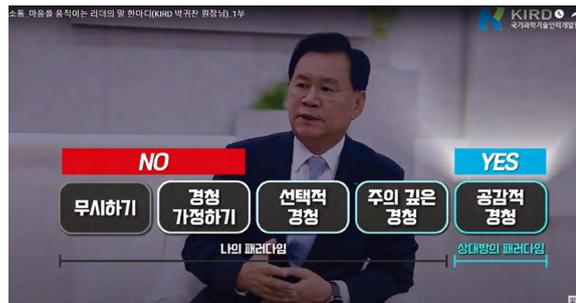 소통_마음을 움직이는 리더의 말 한마디(KIRD 박귀찬 원장님)_1부
KIRD
국가과학기술인력개발원
NO
YES
무시하기
경청
가정하기
선택적
경청
주의 깊은
경청
공감적
경청
나의 패러다임
상대방의 패러다임